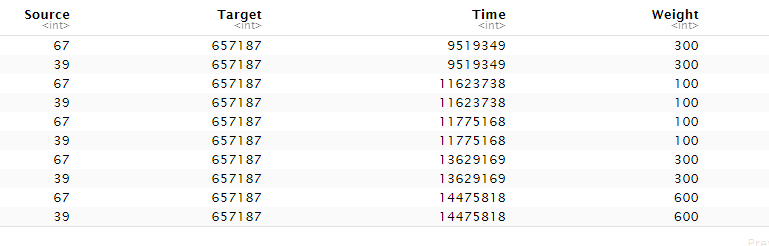 Source Target Time Weight
<int> <int> <int> <int>
67 657187 9519349 300
39 657187 9519349 300
67 657187 11623738 100
39 657187 11623738 100
67 657187 11775168 100
39 657187 11775168 100
67 657187 13629169 300
39 657187 13629169 300
67 657187 14475818 600
39 657187 14475818 600